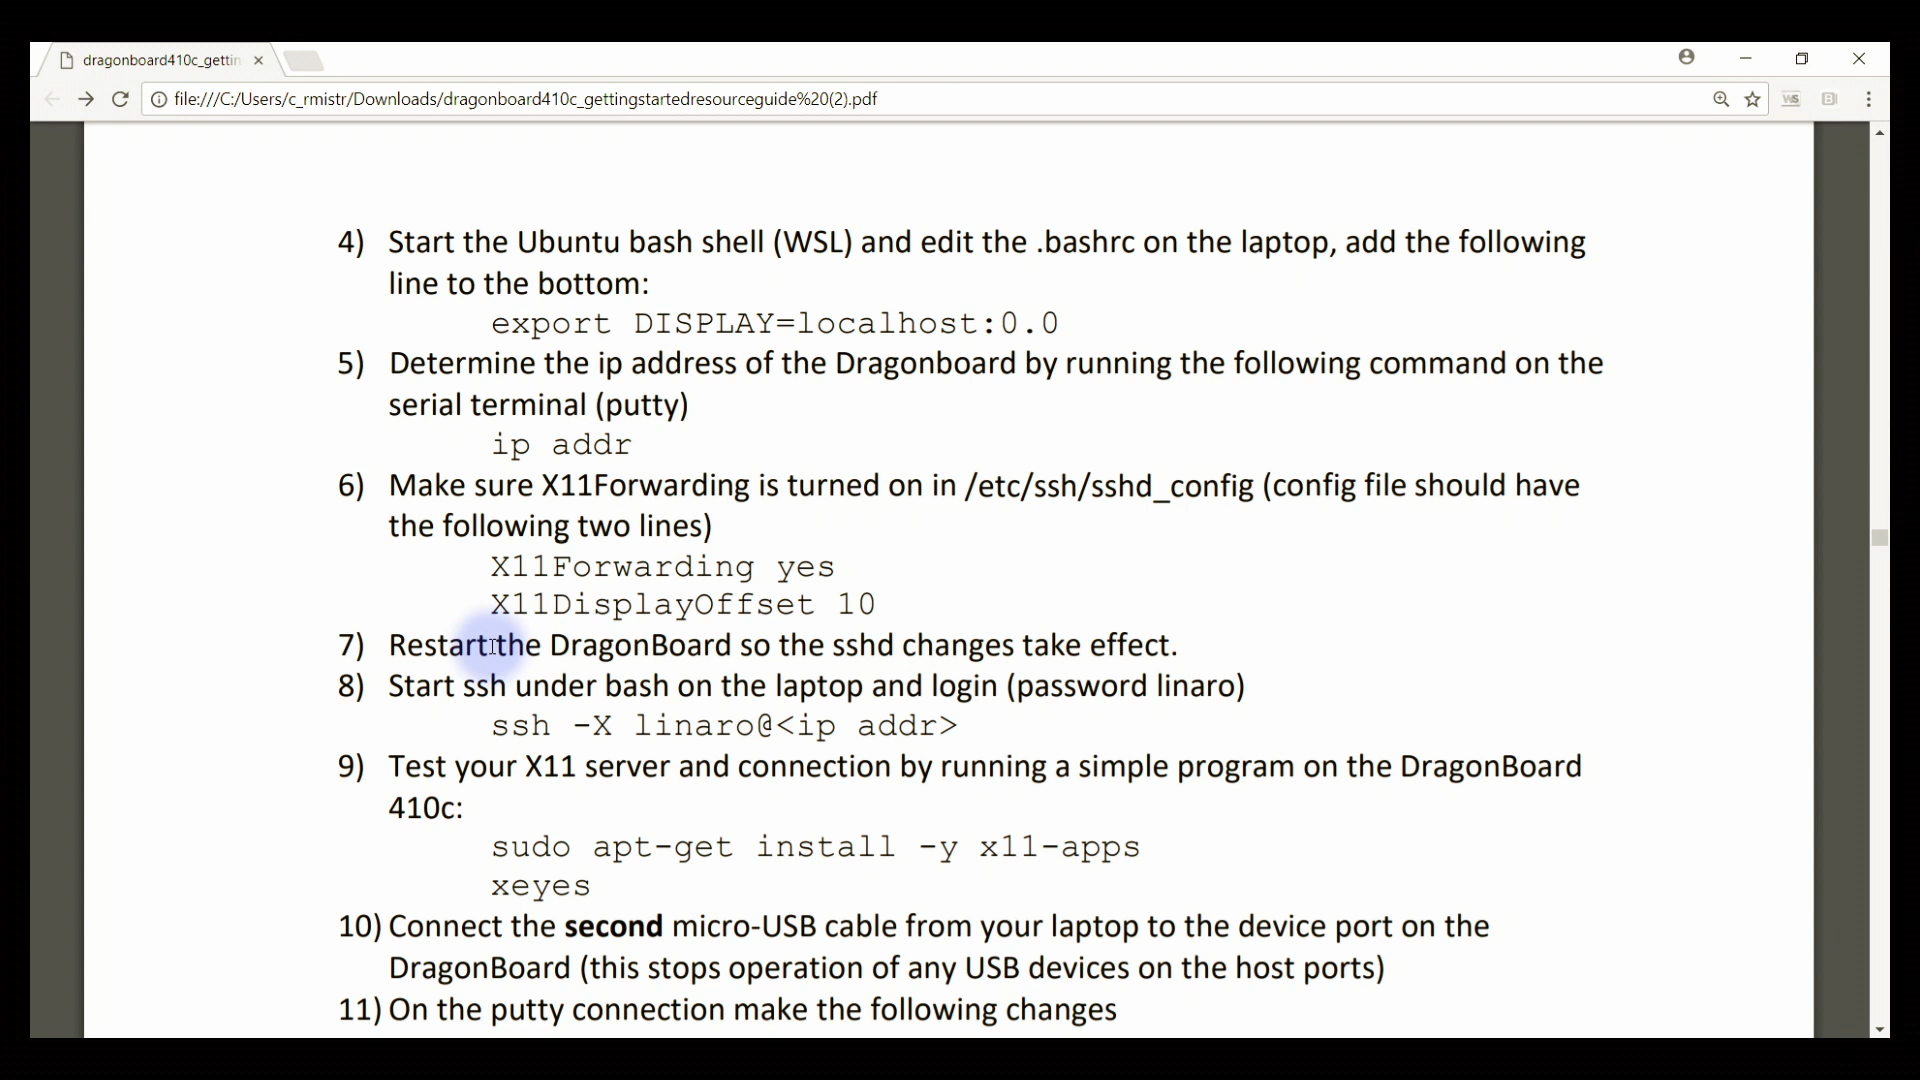 dragonboard410c_gettin
file:///C:/Users/c_rmistr/Downloads/dragonboard410c_gettingstartedresourceguide%20(2).pdf
WS
4) Start the Ubuntu bash shell (WSL) and edit the .bashrc on the laptop, add the following
line to the bottom:
export DISPLAY=localhost:0.0
5) Determine the ip address of the Dragonboard by running the following command on the
serial terminal (putty)
ip addr
6) Make sure X11Forwarding is turned on in /etc/ssh/sshd_config (config file should have
the following two lines)
X11Forwarding yes
X11DisplayOffset 10
7) Restart the DragonBoard so the sshd changes take effect.
8) Start ssh under bash on the laptop and login (password linaro)
ssh -X linaro@<ip addr>
9) Test your X11 server and connection by running a simple program on the DragonBoard
410c:
sudo apt-get install -y x11-apps
xeyes
10) Connect the second micro-USB cable from your laptop to the device port on the
DragonBoard (this stops operation of any USB devices on the host ports)
11) On the putty connection make the following changes